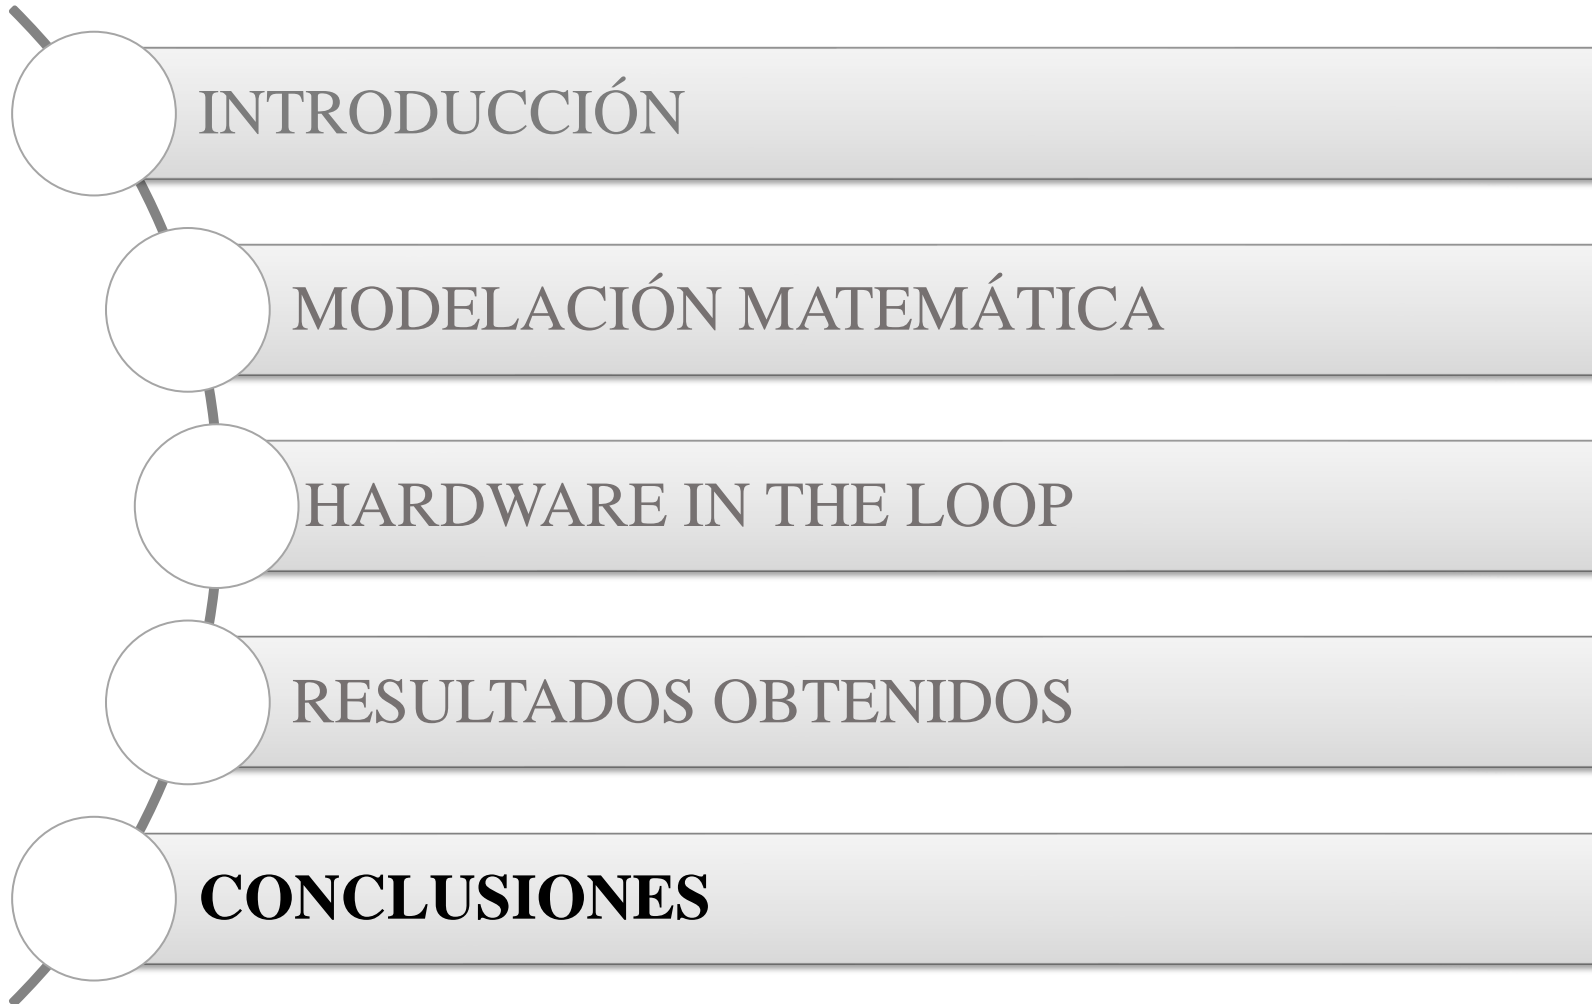 INTRODUCCIÓN
MODELACIÓN MATEMÁTICA
HARDWARE IN THE LOOP
RESULTADOS OBTENIDOS
CONCLUSIONES